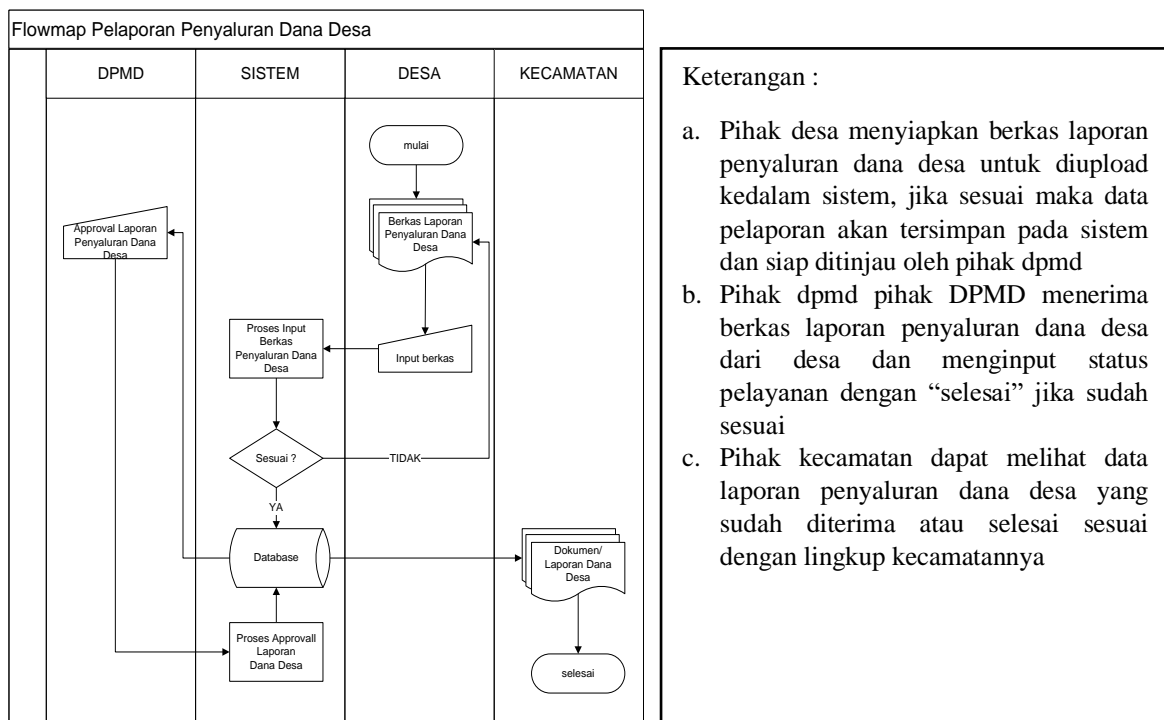 Flowmap Pelaporan Penyaluran Dana Desa
DPMD
SISTEM
DESA
KECAMATAN
mulai
Berkas Laporan
Penyaluran Dana
Desa
Approval Laporan
Penyaluran Dana
Desa
Input berkas
Proses Input
Berkas
Penyaluran Dana
Desa
Sesuai ?
TIDAK
YA
Database
Dokumen/
Laporan Dana
Desa
Proses Approvall
Laporan
Dana Desa
selesai
Keterangan :
a. Pihak desa menyiapkan berkas laporan
penyaluran dana desa untuk diupload
kedalam sistem, jika sesuai maka data
pelaporan akan tersimpan pada sistem
dan siap ditinjau oleh pihak dpmd
b. Pihak dpmd pihak DPMD menerima
berkas laporan penyaluran dana desa
dari desa dan menginput status
pelayanan dengan “selesai” jika sudah
sesuai
c. Pihak kecamatan dapat melihat data
laporan penyaluran dana desa yang
sudah diterima atau selesai sesuai
dengan lingkup kecamatannya